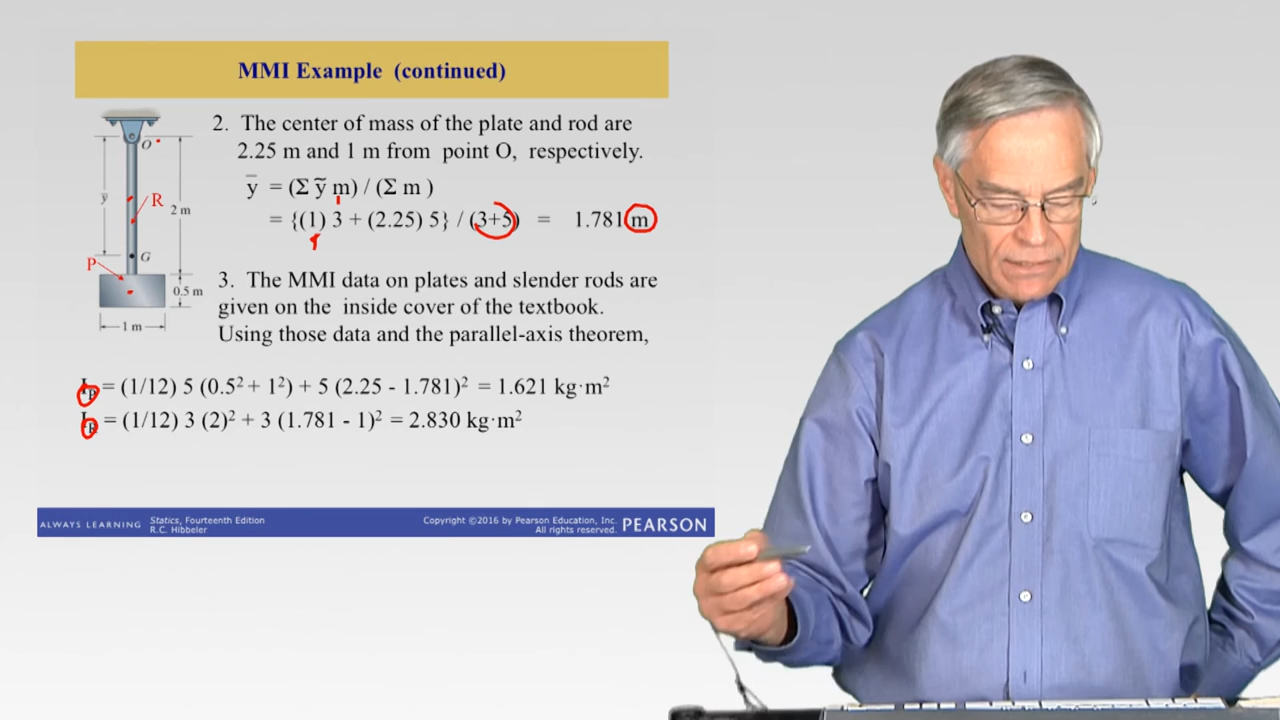 MMI Example (continued)
2. The center of mass of the plate and rod are
2.25 m and 1 m from point O, respectively.
y̅ = (Σ ỹ m) / (Σ m )
= {(1) 3 + (2.25) 5} / (3+5) = 1.781 m
O
y̅
R
2 m
G
P
0.5 m
1 m
3. The MMI data on plates and slender rods are
given on the inside cover of the textbook.
Using those data and the parallel-axis theorem,
I_P = (1/12) 5 (0.5² + 1²) + 5 (2.25 - 1.781)² = 1.621 kg·m²
I_R = (1/12) 3 (2)² + 3 (1.781 - 1)² = 2.830 kg·m²
ALWAYS LEARNING
Statics, Fourteenth Edition
R.C. Hibbeler
Copyright ©2016 by Pearson Education, Inc.
All rights reserved.
PEARSON